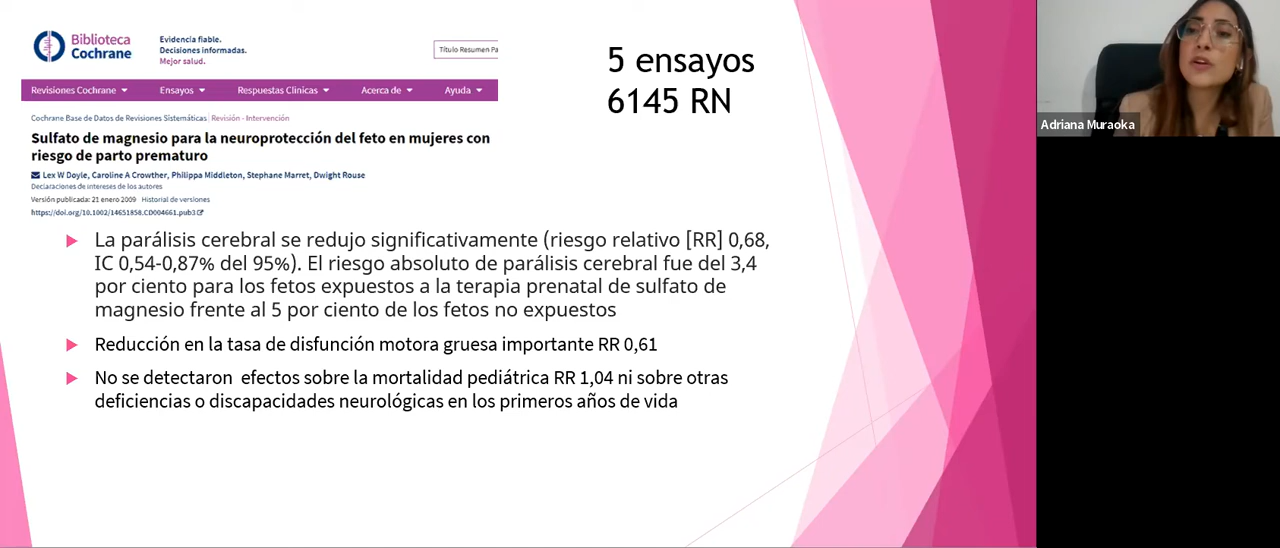 Biblioteca
Cochrane
Evidencia fiable.
Decisiones informadas.
Mejor salud.
Título Resumen Pa
5 ensayos
6145 RN
Revisiones Cochrane
Ensayos
Respuestas Clínicas
Acerca de
Ayuda
Cochrane Base de Datos de Revisiones Sistemáticas | Revisión - Intervención
Sulfato de magnesio para la neuroprotección del feto en mujeres con
riesgo de parto prematuro
Lex W Doyle, Caroline A Crowther, Philippa Middleton, Stephane Marret, Dwight Rouse
Declaraciones de intereses de los autores
Versión publicada: 21 enero 2009 Historial de versiones
https://doi.org/10.1002/14651858.CD004661.pub3
La parálisis cerebral se redujo significativamente (riesgo relativo [RR] 0,68,
IC 0,54-0,87% del 95%). El riesgo absoluto de parálisis cerebral fue del 3,4
por ciento para los fetos expuestos a la terapia prenatal de sulfato de
magnesio frente al 5 por ciento de los fetos no expuestos
Reducción en la tasa de disfunción motora gruesa importante RR 0,61
No se detectaron efectos sobre la mortalidad pediátrica RR 1,04 ni sobre otras
deficiencias o discapacidades neurológicas en los primeros años de vida
Adriana Muraoka